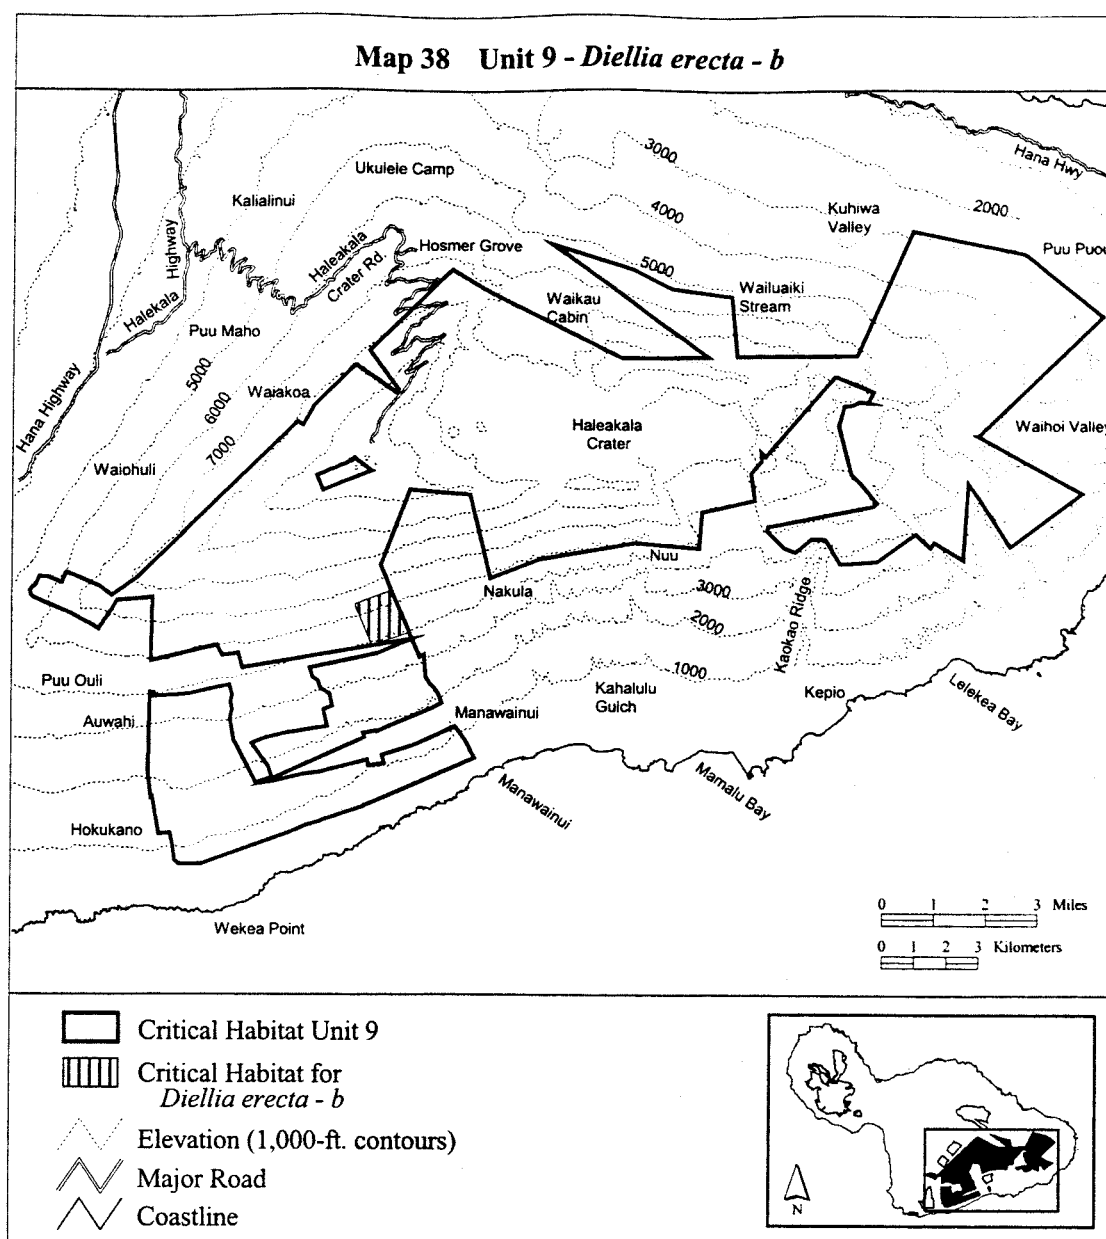 Map 38 Unit 9 - Diellia erecta - b
Ukulele Camp
Kalialinui
3000
Hana Hwy
4000
Kuhiwa
Valley
2000
Puu Puou
Highway
Haleakala
Crater Rd.
Hosmer Grove
5000
Waikau
Cabin
Wailuaiki
Stream
Halekala
Puu Maho
5000
Waiakoa
6000
Hana Highway
7000
Waiohuli
Haleakala
Crater
Waihoi Valley
Nuu
Nakula
3000
2000
Kaokao Ridge
1000
Puu Ouli
Auwahi
Manawainui
Kahalulu
Gulch
Kepio
Lelekea Bay
Mamalu Bay
Manawainui
Hokukano
Wekea Point
0 1 2 3 Miles
0 1 2 3 Kilometers
Critical Habitat Unit 9
Critical Habitat for
Diellia erecta - b
Elevation (1,000-ft. contours)
Major Road
Coastline
N